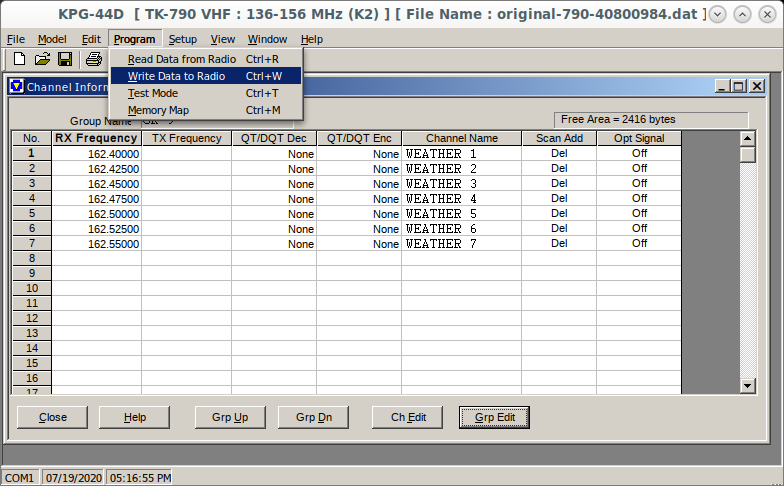 KPG-44D [ TK-790 VHF : 136-156 MHz (K2) ] [ File Name : original-790-40800984.dat ]
File Model Edit Program Setup View Window Help
Read Data from Radio Ctrl+R
Write Data to Radio Ctrl+W
Test Mode Ctrl+T
Memory Map Ctrl+M
Channel Inform
Group Name
Free Area = 2416 bytes
No. RX Frequency TX Frequency QT/DQT Dec QT/DQT Enc Channel Name Scan Add Opt Signal
1 162.40000 None None WEATHER 1 Del Off
2 162.42500 None None WEATHER 2 Del Off
3 162.45000 None None WEATHER 3 Del Off
4 162.47500 None None WEATHER 4 Del Off
5 162.50000 None None WEATHER 5 Del Off
6 162.52500 None None WEATHER 6 Del Off
7 162.55000 None None WEATHER 7 Del Off
8
9
10
11
12
13
14
15
16
17
Close Help Grp Up Grp Dn Ch Edit Grp Edit
COM1 07/19/2020 05:16:55 PM